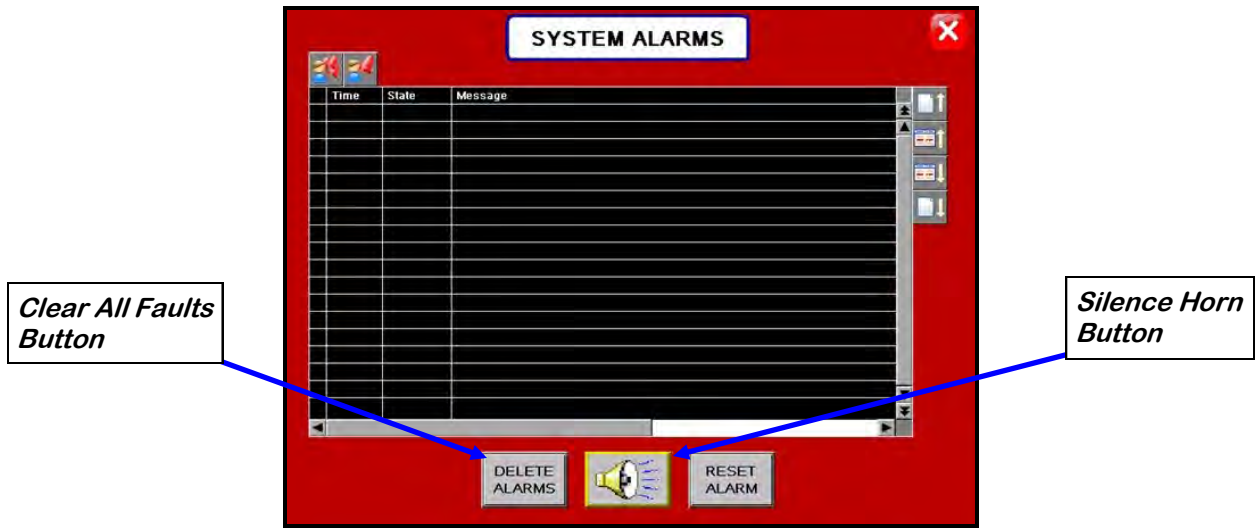 SYSTEM ALARMS
Time State Message
Clear All Faults
Button
Silence Horn
Button
DELETE
ALARMS
RESET
ALARM